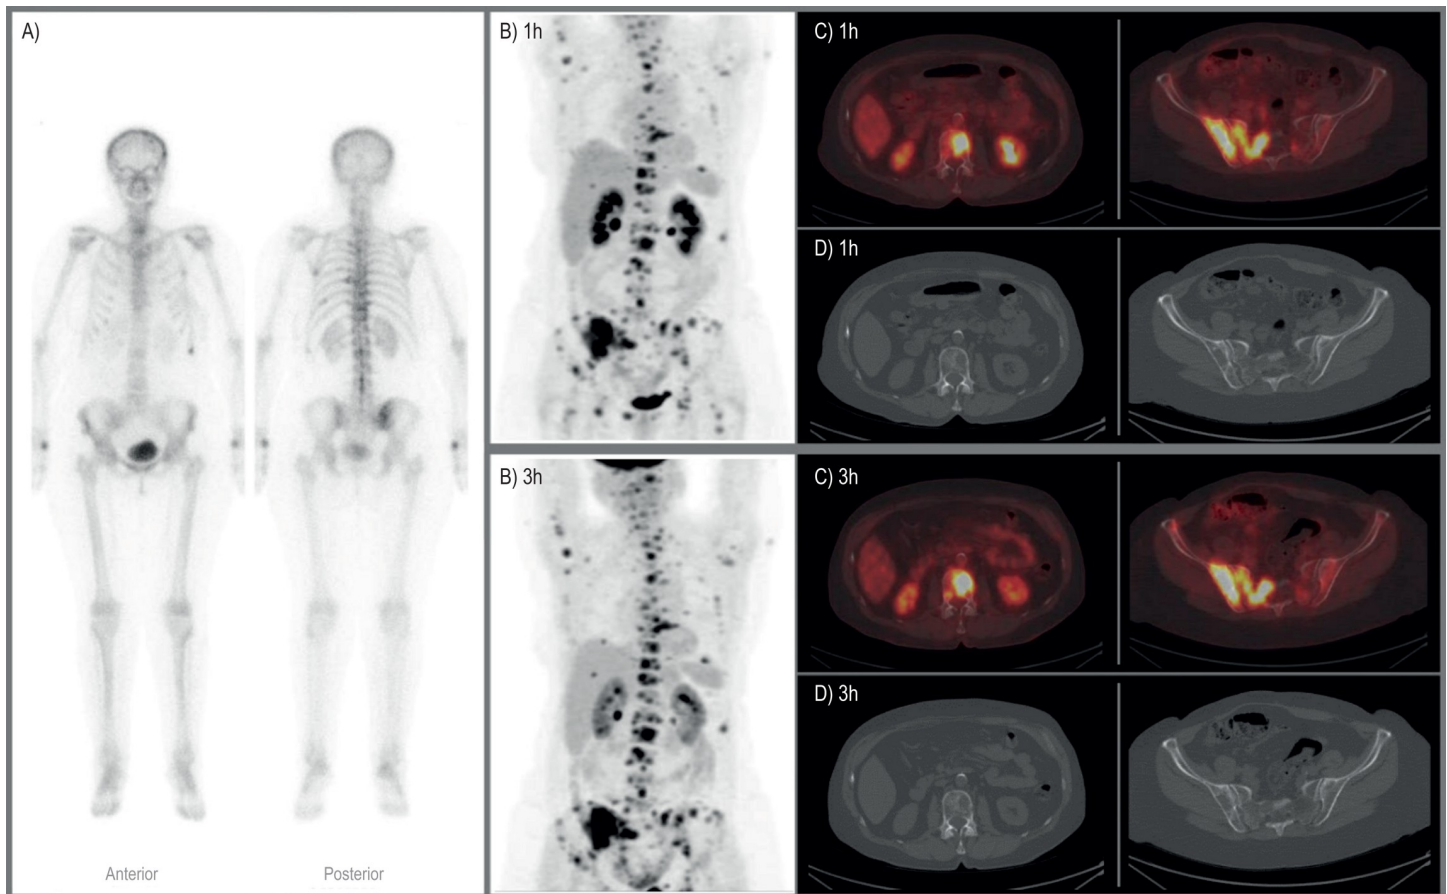 A)
B) 1h
C) 1h
D) 1h
B) 3h
C) 3h
D) 3h
Anterior
Posterior